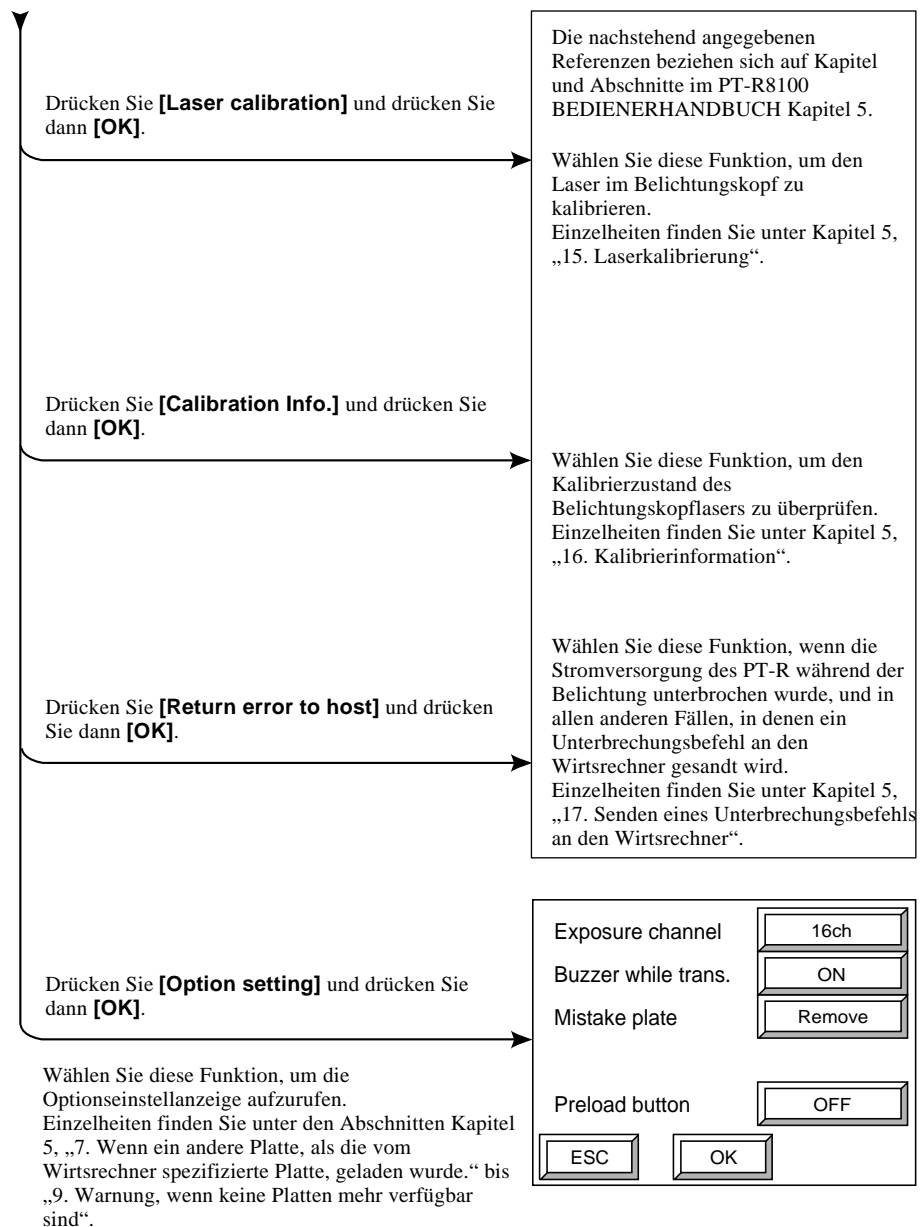 Die nachstehend angegebenen
Referenzen beziehen sich auf Kapitel
und Abschnitte im PT-R8100
BEDIENERHANDBUCH Kapitel 5.
Drücken Sie [Laser calibration] und drücken Sie
dann [OK].
Wählen Sie diese Funktion, um den
Laser im Belichtungskopf zu
kalibrieren.
Einzelheiten finden Sie unter Kapitel 5,
„15. Laserkalibrierung“.
Drücken Sie [Calibration Info.] und drücken Sie
dann [OK].
Wählen Sie diese Funktion, um den
Kalibrierzustand des
Belichtungskopflasers zu überprüfen.
Einzelheiten finden Sie unter Kapitel 5,
„16. Kalibrierinformation“.
Drücken Sie [Return error to host] und drücken
Sie dann [OK].
Wählen Sie diese Funktion, wenn die
Stromversorgung des PT-R während der
Belichtung unterbrochen wurde, und in
allen anderen Fällen, in denen ein
Unterbrechungsbefehl an den
Wirtsrechner gesandt wird.
Einzelheiten finden Sie unter Kapitel 5,
„17. Senden eines Unterbrechungsbefehls
an den Wirtsrechner“.
Drücken Sie [Option setting] und drücken Sie
dann [OK].
Exposure channel 16ch
Buzzer while trans. ON
Mistake plate Remove
Preload button OFF
ESC OK
Wählen Sie diese Funktion, um die
Optionseinstellanzeige aufzurufen.
Einzelheiten finden Sie unter den Abschnitten Kapitel
5, „7. Wenn ein andere Platte, als die vom
Wirtsrechner spezifizierte Platte, geladen wurde.“ bis
„9. Warnung, wenn keine Platten mehr verfügbar
sind“.